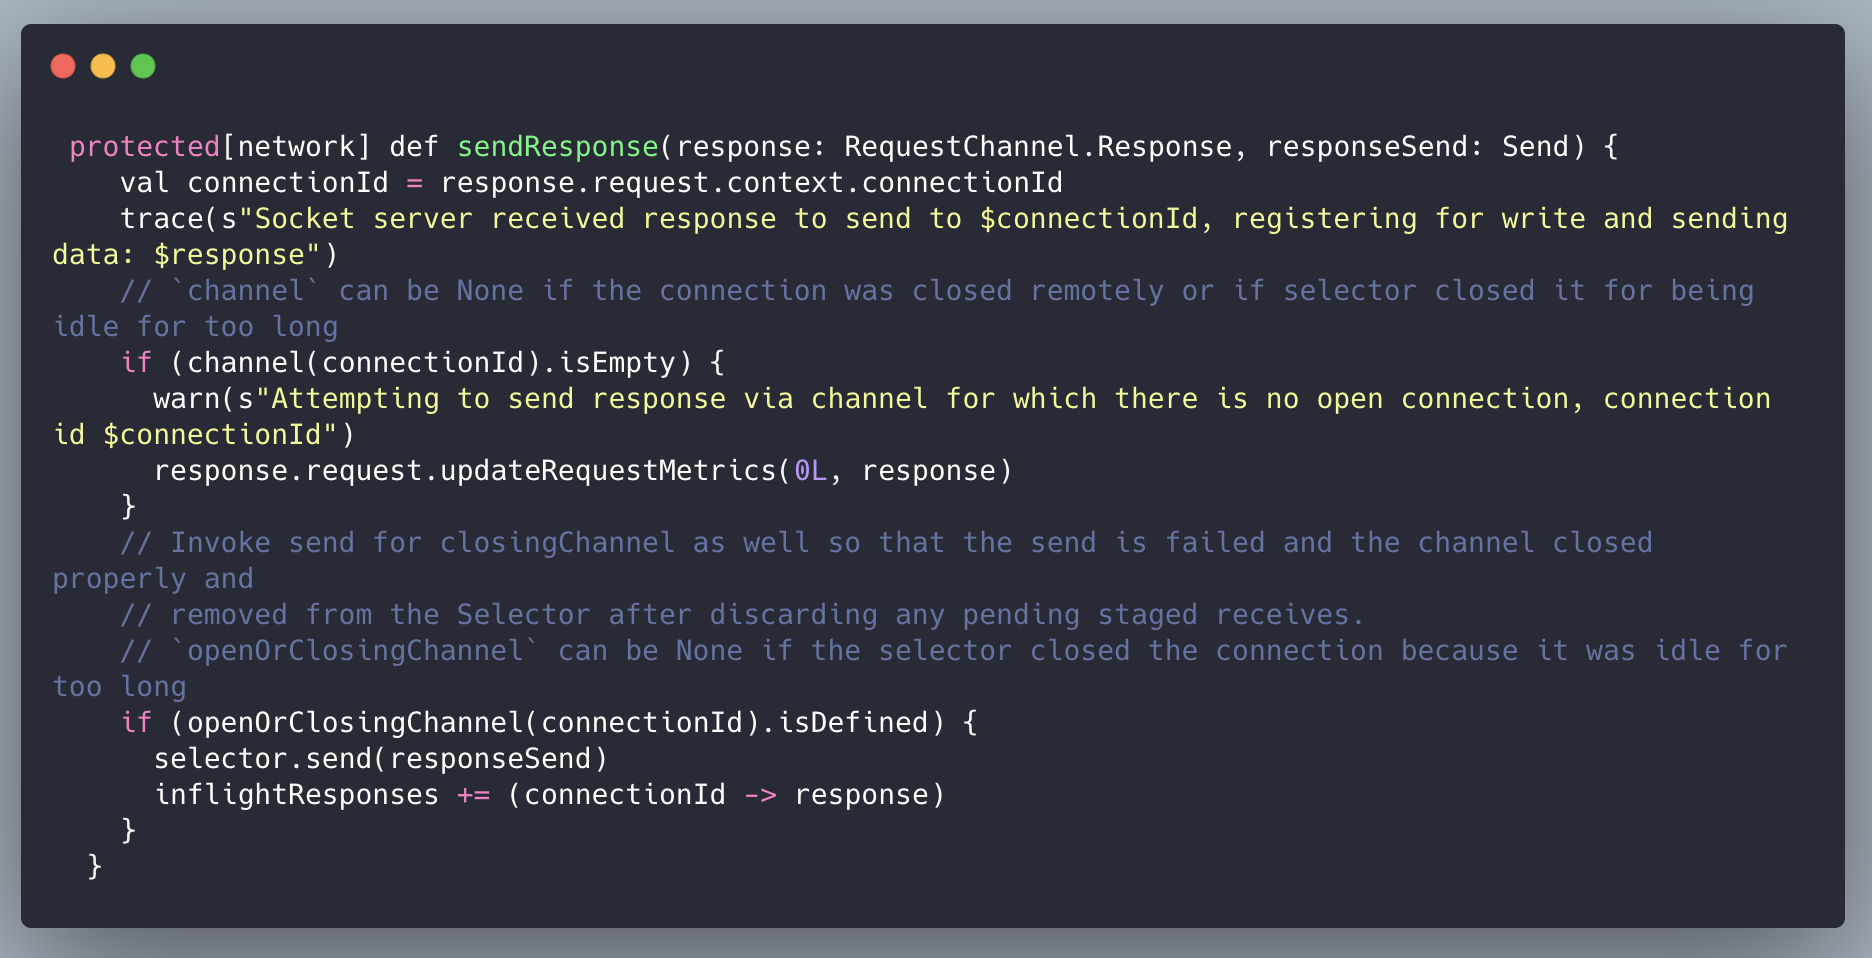 protected[network] def sendResponse(response: RequestChannel.Response, responseSend: Send) {
val connectionId = response.request.context.connectionId
trace(s"Socket server received response to send to $connectionId, registering for write and sending
data: $response")
// `channel` can be None if the connection was closed remotely or if selector closed it for being
idle for too long
if (channel(connectionId).isEmpty) {
warn(s"Attempting to send response via channel for which there is no open connection, connection
id $connectionId")
response.request.updateRequestMetrics(0L, response)
}
// Invoke send for closingChannel as well so that the send is failed and the channel closed
properly and
// removed from the Selector after discarding any pending staged receives.
// `openOrClosingChannel` can be None if the selector closed the connection because it was idle for
too long
if (openOrClosingChannel(connectionId).isDefined) {
selector.send(responseSend)
inflightResponses += (connectionId -> response)
}
}